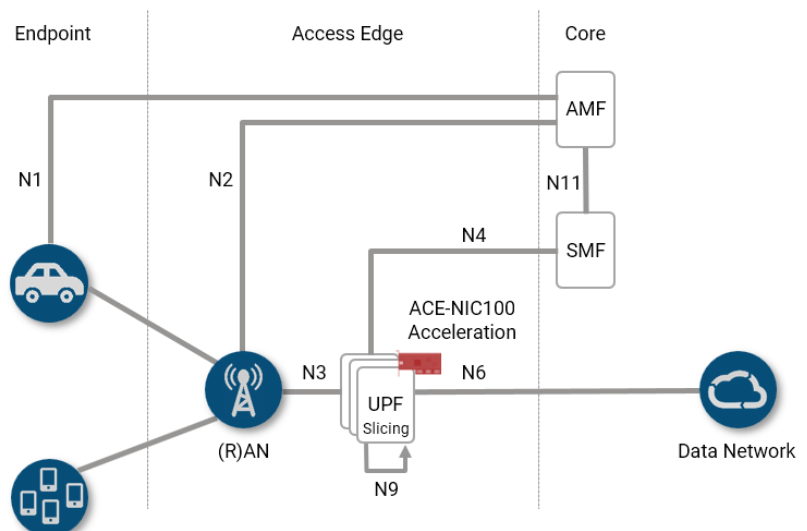 Endpoint
Access Edge
Core
AMF
N1
N2
N11
N4
SMF
ACE-NIC100
Acceleration
N3
N6
UPF
Slicing
(R)AN
Data Network
N9